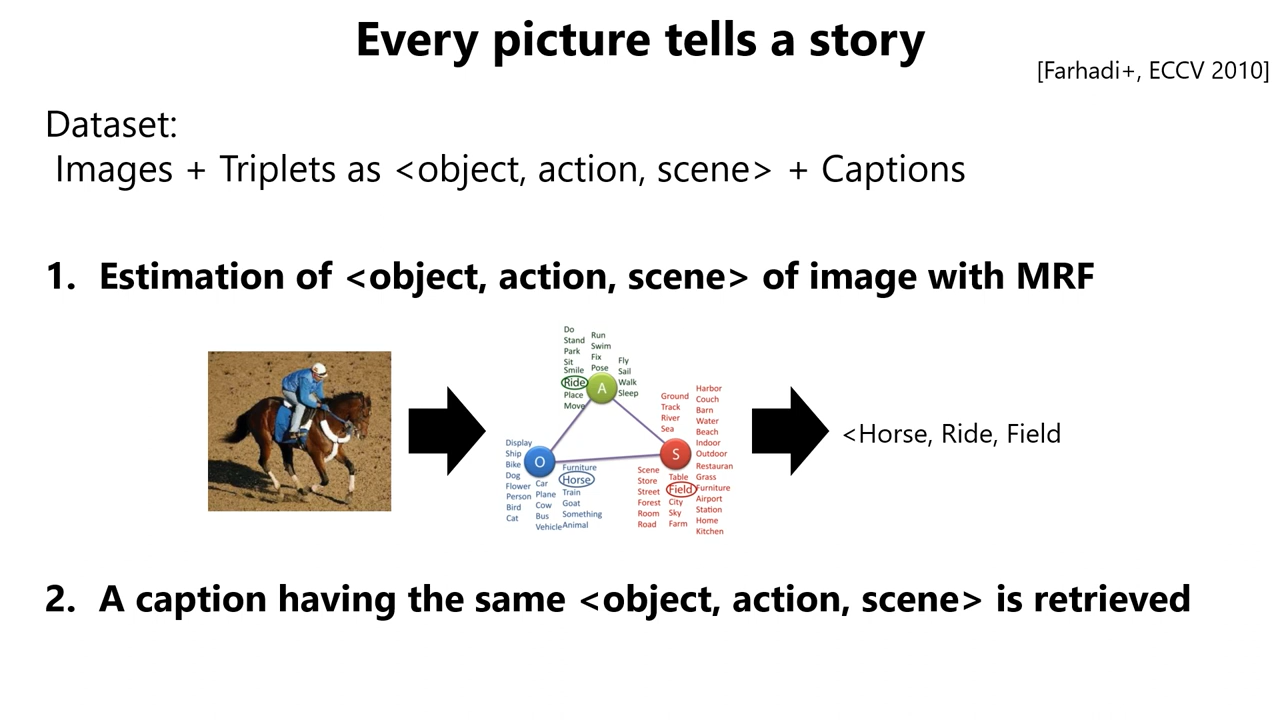 Every picture tells a story
[Farhadi+, ECCV 2010]
Dataset:
Images + Triplets as <object, action, scene> + Captions
1. Estimation of <object, action, scene> of image with MRF
Do
Stand
Park
Sit
Smile
Ride
Place
Move
Run
Swim
Fix
Pose
Fly
Sail
Walk
Sleep
A
O
S
Display
Ship
Bike
Dog
Flower
Person
Bird
Cat
Car
Plane
Cow
Bus
Vehicle
Furniture
Horse
Train
Goat
Something
Animal
Ground
Track
River
Sea
Harbor
Couch
Barn
Water
Beach
Indoor
Outdoor
Restauran
Grass
Furniture
Airport
Station
Home
Kitchen
Scene
Store
Street
Forest
Room
Road
Table
Field
City
Sky
Farm
<Horse, Ride, Field
2. A caption having the same <object, action, scene> is retrieved